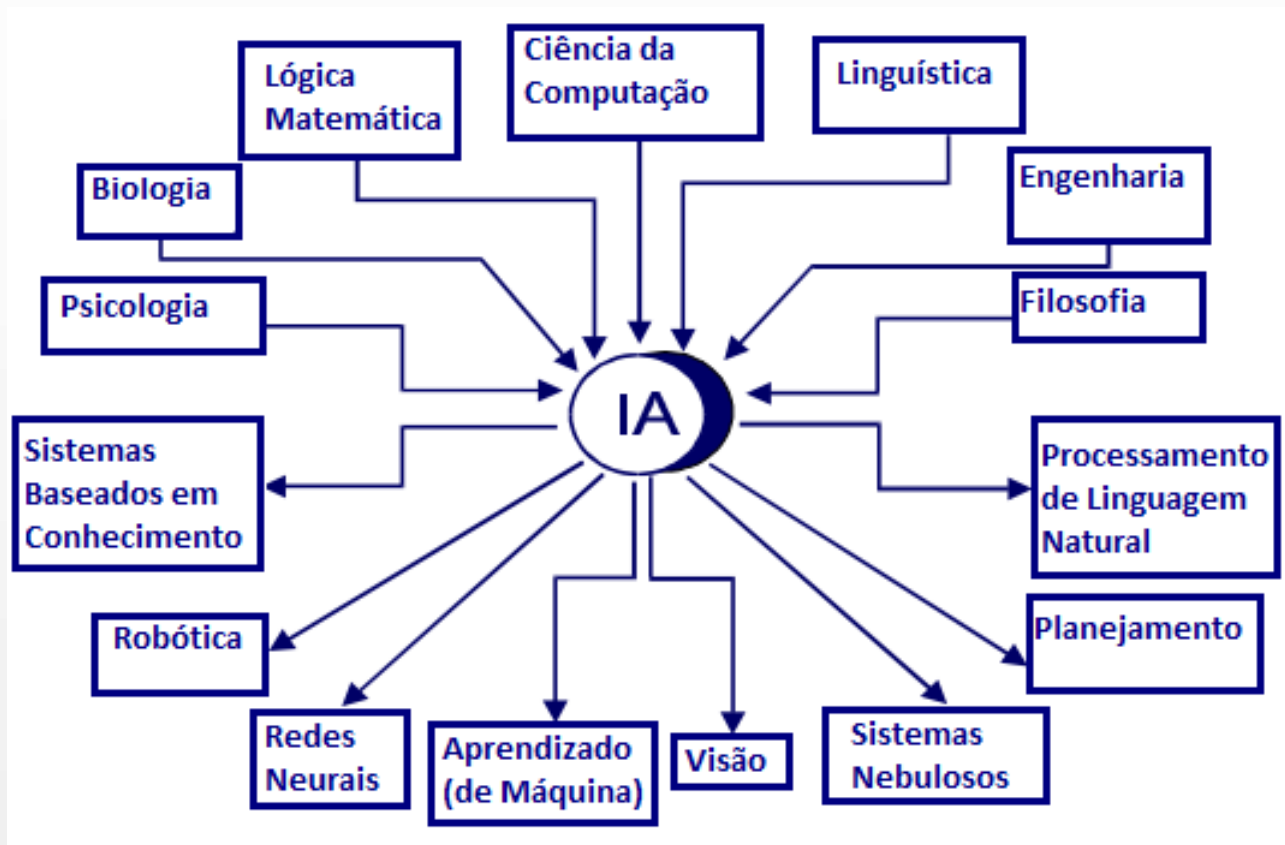 Ciência da
Computação
Lógica
Matemática
Linguística
Biologia
Engenharia
Psicologia
Filosofia
IA
Sistemas
Baseados em
Conhecimento
Processamento
de Linguagem
Natural
Robótica
Planejamento
Redes
Neurais
Aprendizado
(de Máquina)
Visão
Sistemas
Nebulosos